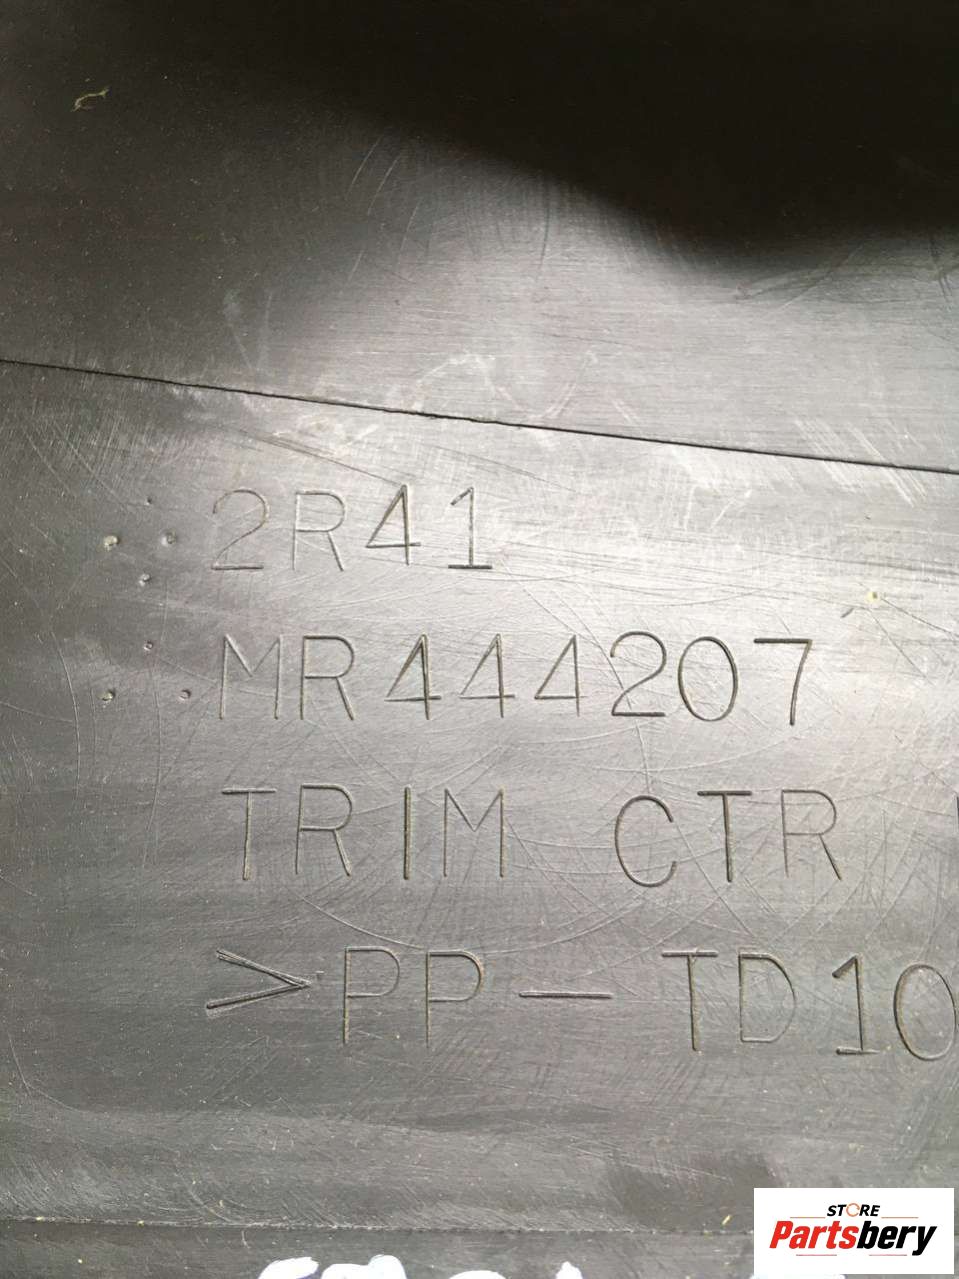 2R41
MR444207
TRIM CTR
>PP-TD10
STORE
Partsbery